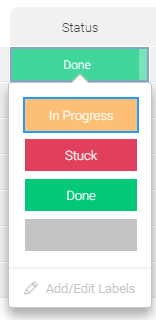 Status
Done
In Progress
Stuck
Done
Add/Edit Labels